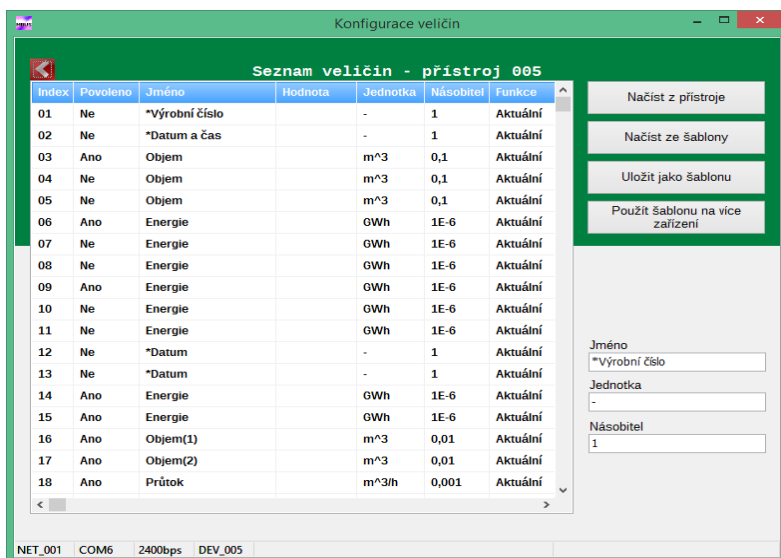 Konfigurace veličin
Seznam veličin - přístroj 005
Index Povoleno Jméno Hodnota Jednotka Násobitel Funkce
01 Ne *Výrobní číslo - 1 Aktuální
02 Ne *Datum a čas - 1 Aktuální
03 Ano Objem m^3 0,1 Aktuální
04 Ne Objem m^3 0,1 Aktuální
05 Ne Objem m^3 0,1 Aktuální
06 Ano Energie GWh 1E-6 Aktuální
07 Ne Energie GWh 1E-6 Aktuální
08 Ne Energie GWh 1E-6 Aktuální
09 Ano Energie GWh 1E-6 Aktuální
10 Ne Energie GWh 1E-6 Aktuální
11 Ne Energie GWh 1E-6 Aktuální
12 Ne *Datum - 1 Aktuální
13 Ne *Datum - 1 Aktuální
14 Ano Energie GWh 1E-6 Aktuální
15 Ano Energie GWh 1E-6 Aktuální
16 Ano Objem(1) m^3 0,01 Aktuální
17 Ano Objem(2) m^3 0,01 Aktuální
18 Ano Průtok m^3/h 0,001 Aktuální
Načíst z přístroje
Načíst ze šablony
Uložit jako šablonu
Použít šablonu na více
zařízení
Jméno
*Výrobní číslo
Jednotka
-
Násobitel
1
NET_001 COM6 2400bps DEV_005